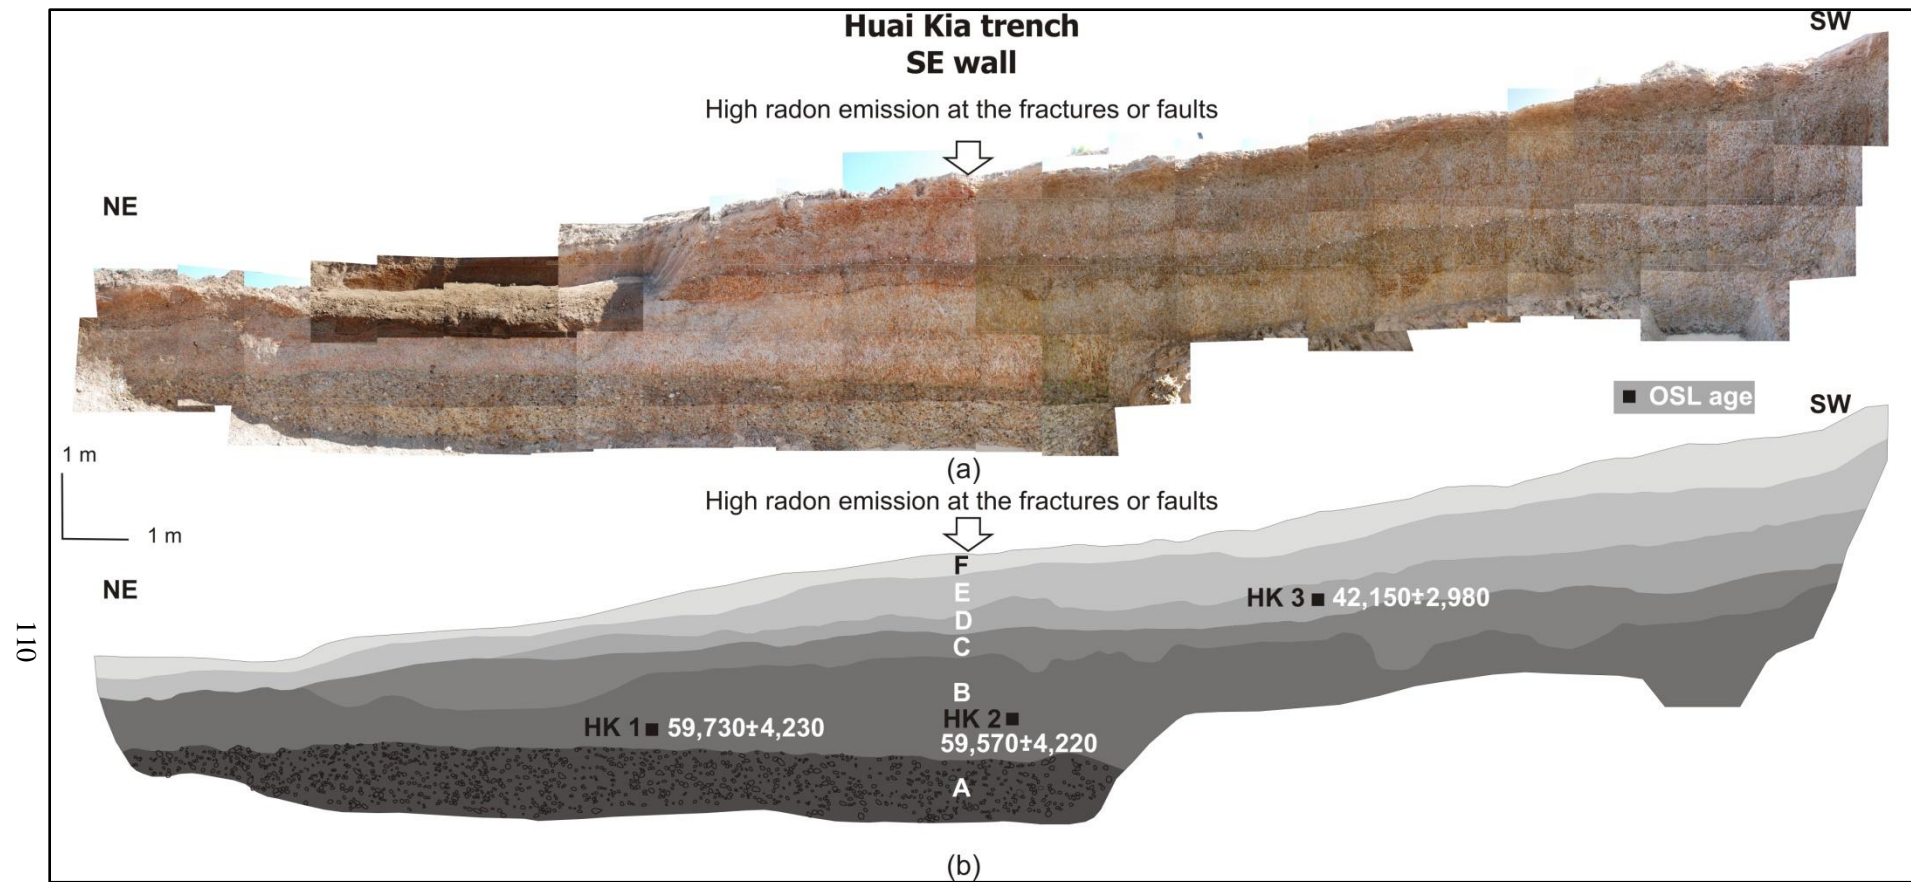 Huai Kia trench
SE wall
SW
High radon emission at the fractures or faults
NE
OSL age
SW
1 m
1 m
(a)
High radon emission at the fractures or faults
NE
F
E
D
C
B
A
HK 3 42,150±2,980
HK 1 59,730±4,230
HK 2
59,570±4,220
(b)
110